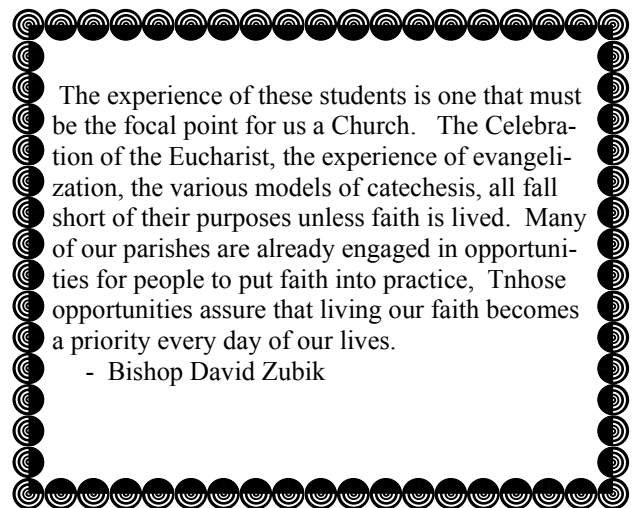 The experience of these students is one that must
be the focal point for us a Church. The Celebra-
tion of the Eucharist, the experience of evangeli-
zation, the various models of catechesis, all fall
short of their purposes unless faith is lived. Many
of our parishes are already engaged in opportuni-
ties for people to put faith into practice, Tnhose
opportunities assure that living our faith becomes
a priority every day of our lives.
- Bishop David Zubik